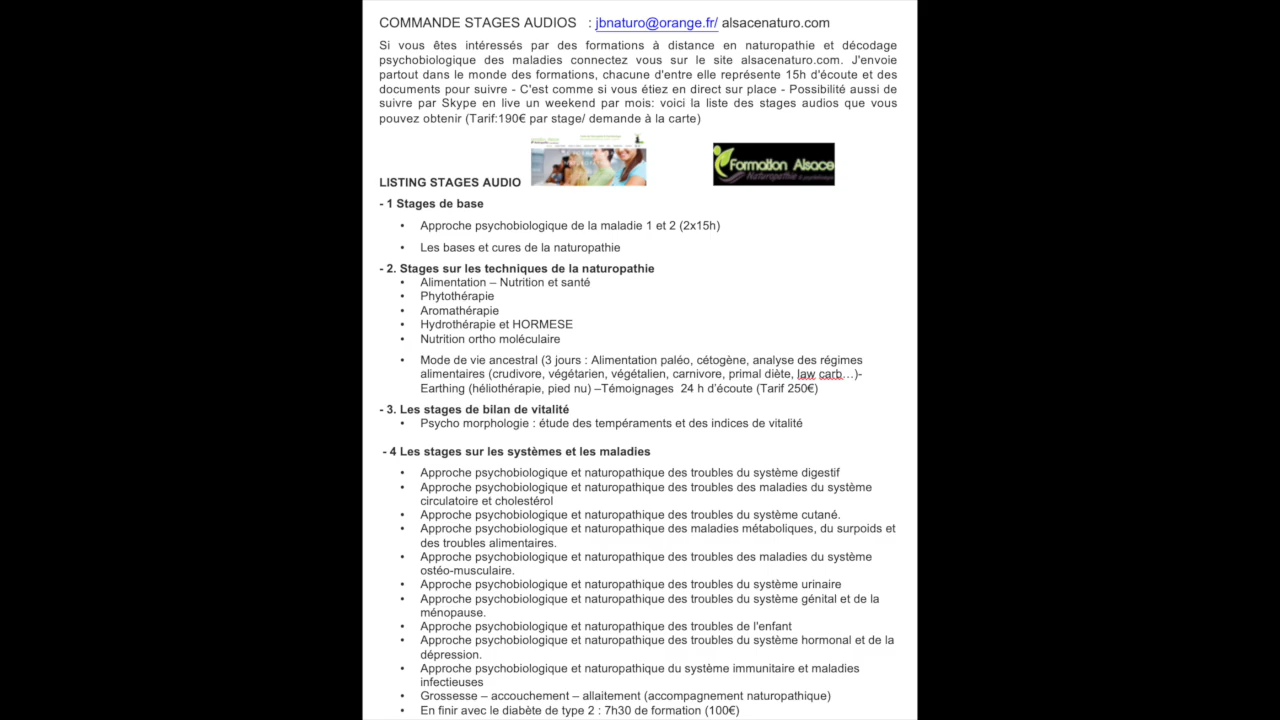 COMMANDE STAGES AUDIOS : jbnaturo@orange.fr/ alsacenaturo.com
Si vous êtes intéressés par des formations à distance en naturopathie et décodage
psychobiologique des maladies connectez vous sur le site alsacenaturo.com. J'envoie
partout dans le monde des formations, chacune d'entre elle représente 15h d'écoute et des
documents pour suivre - C'est comme si vous étiez en direct sur place - Possibilité aussi de
suivre par Skype en live un weekend par mois: voici la liste des stages audios que vous
pouvez obtenir (Tarif:190€ par stage/ demande à la carte)
Formation Alsace
Naturopathie
LISTING STAGES AUDIO
- 1 Stages de base
• Approche psychobiologique de la maladie 1 et 2 (2x15h)
• Les bases et cures de la naturopathie
- 2. Stages sur les techniques de la naturopathie
• Alimentation – Nutrition et santé
• Phytothérapie
• Aromathérapie
• Hydrothérapie et HORMESE
• Nutrition ortho moléculaire
• Mode de vie ancestral (3 jours : Alimentation paléo, cétogène, analyse des régimes
alimentaires (crudivore, végétarien, végétalien, carnivore, primal diète, law carb…)-
Earthing (héliothérapie, pied nu) –Témoignages 24 h d'écoute (Tarif 250€)
- 3. Les stages de bilan de vitalité
• Psycho morphologie : étude des tempéraments et des indices de vitalité
- 4 Les stages sur les systèmes et les maladies
• Approche psychobiologique et naturopathique des troubles du système digestif
• Approche psychobiologique et naturopathique des troubles des maladies du système
circulatoire et cholestérol
• Approche psychobiologique et naturopathique des troubles du système cutané.
• Approche psychobiologique et naturopathique des maladies métaboliques, du surpoids et
des troubles alimentaires.
• Approche psychobiologique et naturopathique des troubles des maladies du système
ostéo-musculaire.
• Approche psychobiologique et naturopathique des troubles du système urinaire
• Approche psychobiologique et naturopathique des troubles du système génital et de la
ménopause.
• Approche psychobiologique et naturopathique des troubles de l'enfant
• Approche psychobiologique et naturopathique des troubles du système hormonal et de la
dépression.
• Approche psychobiologique et naturopathique du système immunitaire et maladies
infectieuses
• Grossesse – accouchement – allaitement (accompagnement naturopathique)
• En finir avec le diabète de type 2 : 7h30 de formation (100€)